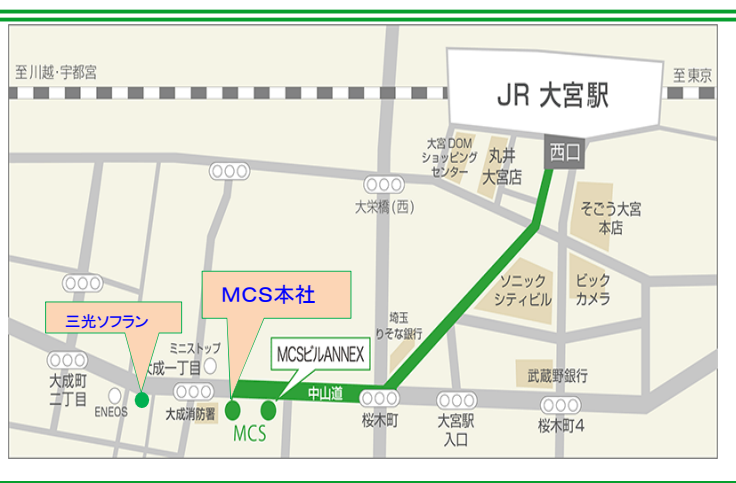 至川越・宇都宮
至東京
JR 大宮駅
西口
大宮DOM
ショッピング
センター
丸井
大宮店
大栄橋(西)
そごう大宮
本店
ソニック
シティビル
ビック
カメラ
MCS本社
三光ソフラン
埼玉
りそな銀行
ミニストップ
大成一丁目
MCSビルANNEX
大成町
二丁目
ENEOS
大成消防署
MCS
中山道
桜木町
大宮駅
入口
武蔵野銀行
桜木町4